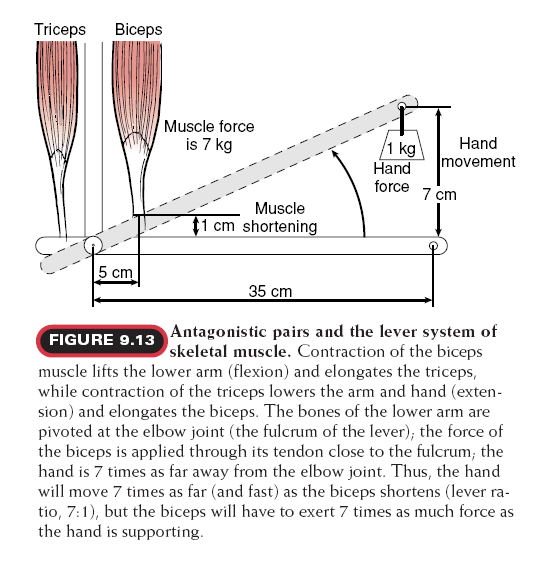 Triceps
Biceps
Muscle force
is 7 kg
1 kg
Hand
force
Hand
movement
7 cm
Muscle
1 cm shortening
5 cm
35 cm
FIGURE 9.13 Antagonistic pairs and the lever system of
skeletal muscle. Contraction of the biceps
muscle lifts the lower arm (flexion) and elongates the triceps,
while contraction of the triceps lowers the arm and hand (exten-
sion) and elongates the biceps. The bones of the lower arm are
pivoted at the elbow joint (the fulcrum of the lever); the force of
the biceps is applied through its tendon close to the fulcrum; the
hand is 7 times as far away from the elbow joint. Thus, the hand
will move 7 times as far (and fast) as the biceps shortens (lever ra-
tio, 7:1), but the biceps will have to exert 7 times as much force as
the hand is supporting.